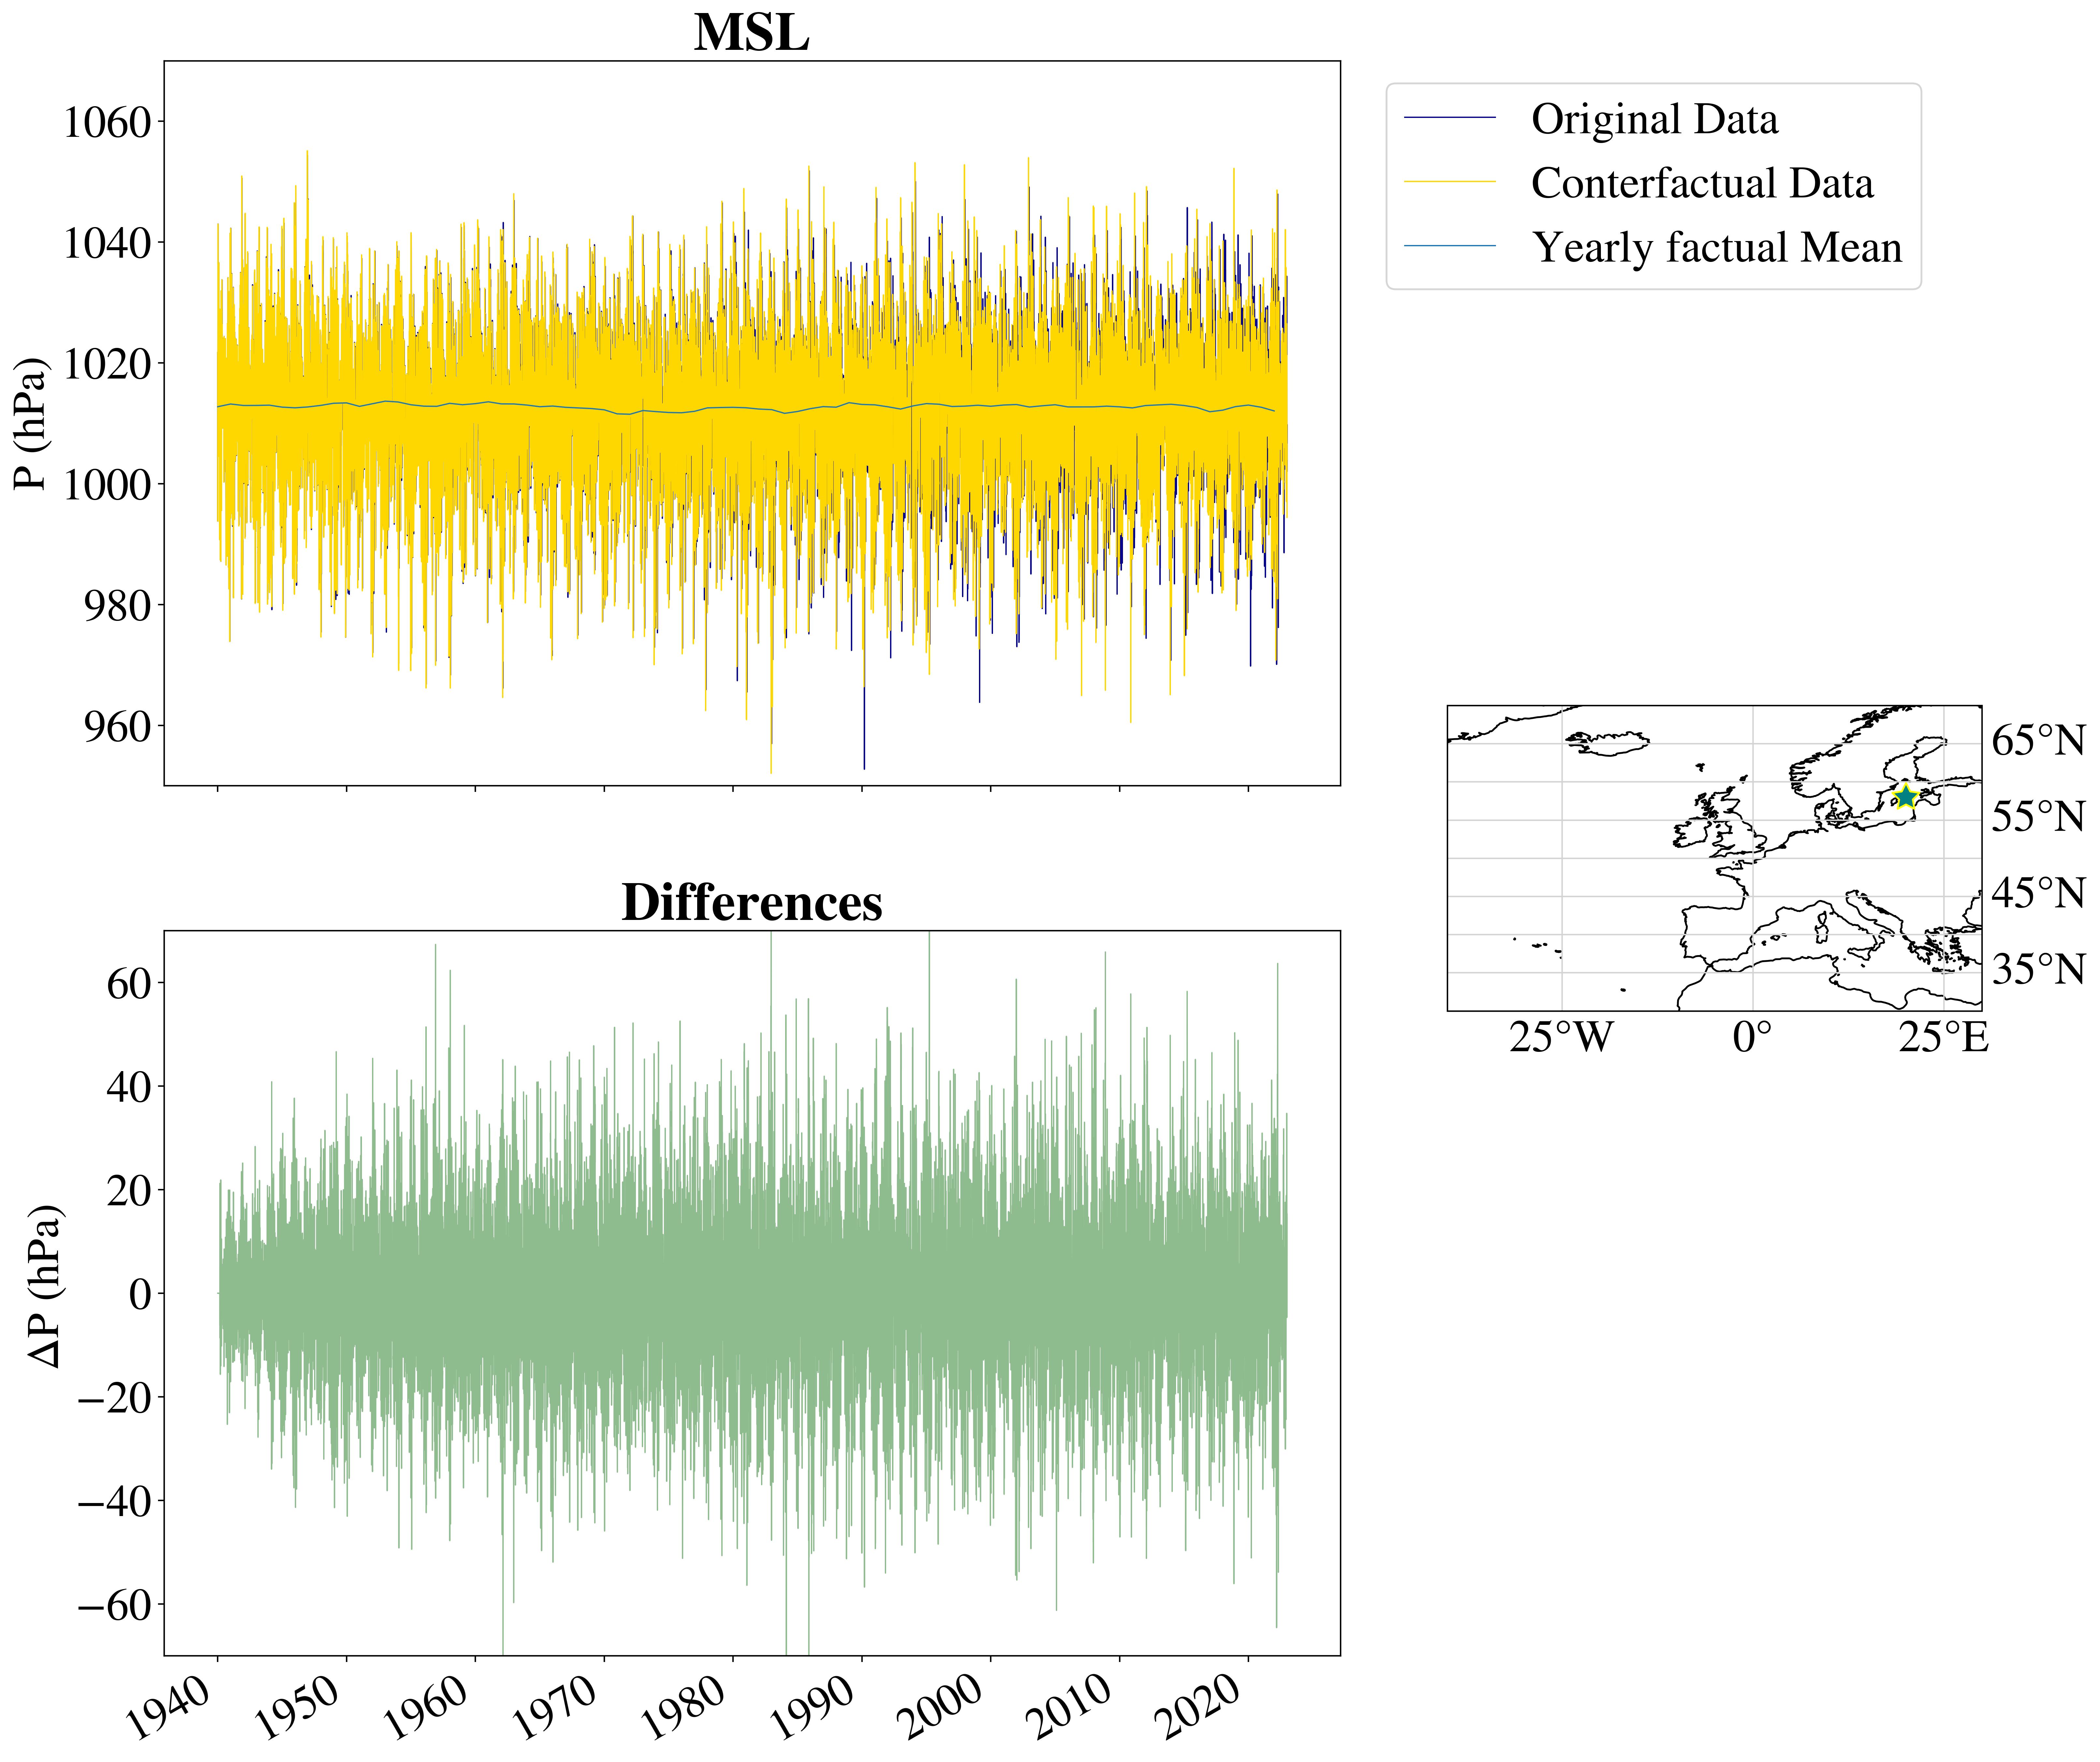 MSL
1060
1040
1020
1000
980
960
P (hPa)
Original Data
Conterfactual Data
Yearly factual Mean
65°N
55°N
45°N
35°N
25°W 0° 25°E
Differences
60
40
20
0
−20
−40
−60
ΔP (hPa)
1940 1950 1960 1970 1980 1990 2000 2010 2020